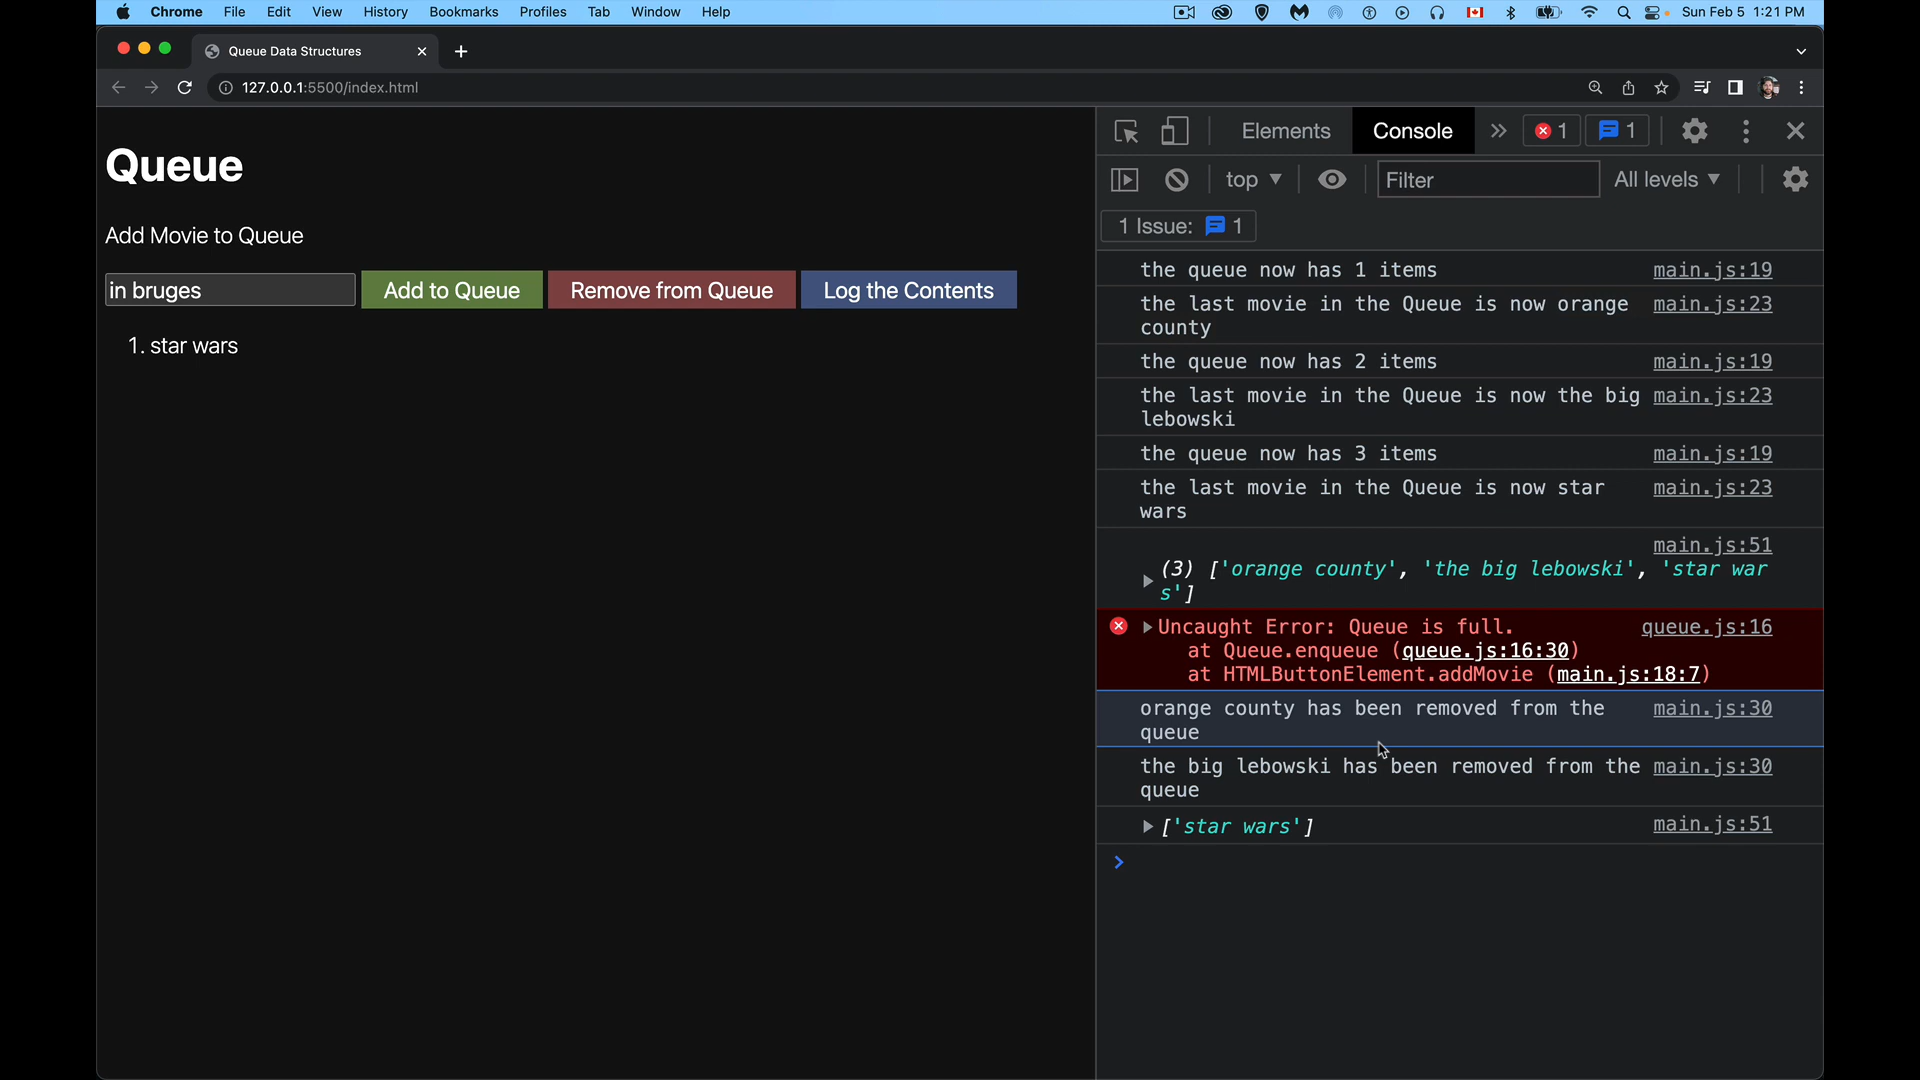 Chrome File Edit View History Bookmarks Profiles Tab Window Help Sun Feb 5 1:21 PM
Queue Data Structures
127.0.0.1:5500/index.html
Queue
Add Movie to Queue
in bruges Add to Queue Remove from Queue Log the Contents
1. star wars
Elements Console 1 1
top Filter All levels
1 Issue: 1
the queue now has 1 items main.js:19
the last movie in the Queue is now orange main.js:23
county
the queue now has 2 items main.js:19
the last movie in the Queue is now the big main.js:23
lebowski
the queue now has 3 items main.js:19
the last movie in the Queue is now star main.js:23
wars
main.js:51
(3) ['orange county', 'the big lebowski', 'star war
s']
Uncaught Error: Queue is full. queue.js:16
at Queue.enqueue (queue.js:16:30)
at HTMLButtonElement.addMovie (main.js:18:7)
orange county has been removed from the main.js:30
queue
the big lebowski has been removed from the main.js:30
queue
['star wars'] main.js:51